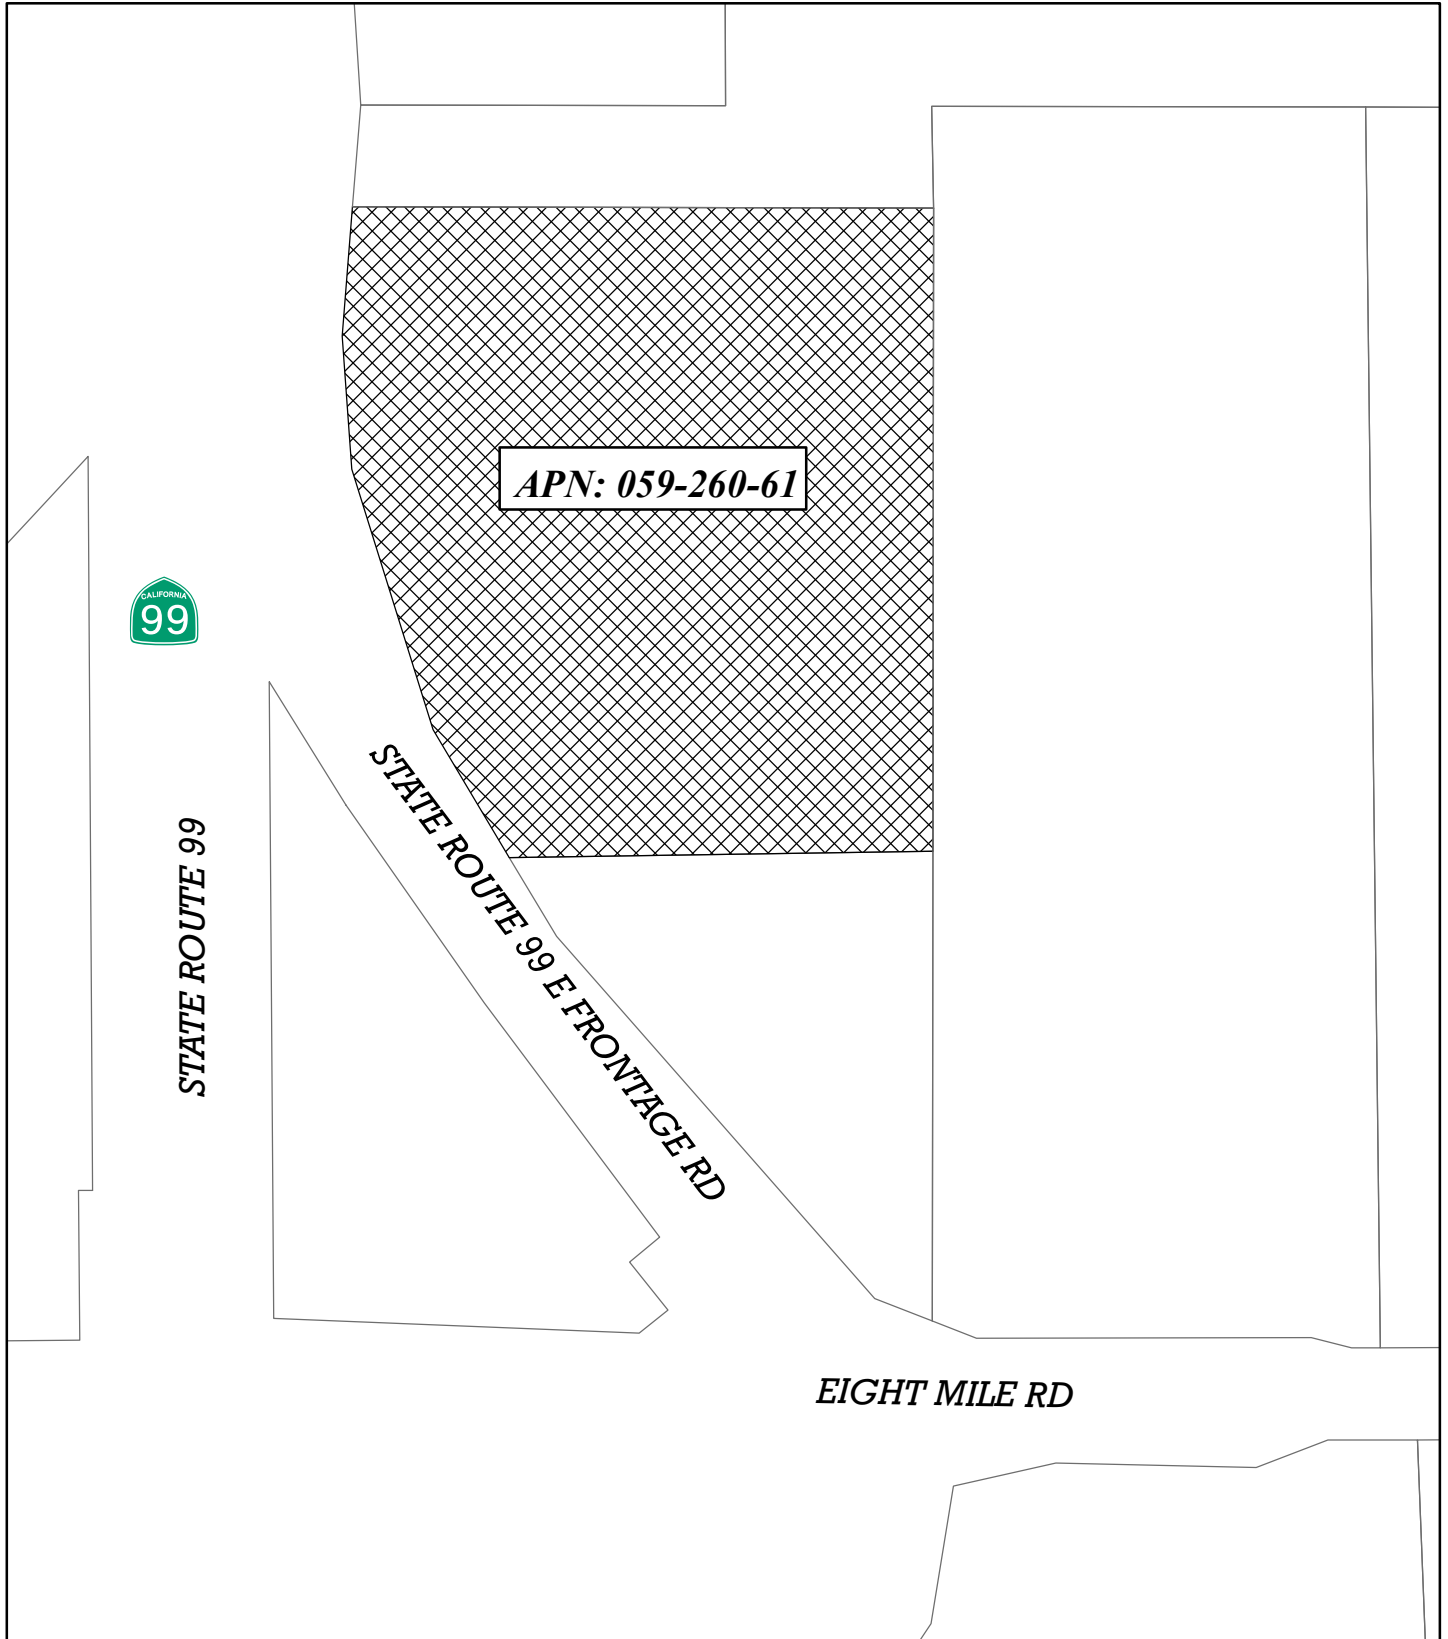 APN: 059-260-61
CALIFORNIA
99
STATE ROUTE 99
STATE ROUTE 99 E FRONTAGE RD
EIGHT MILE RD